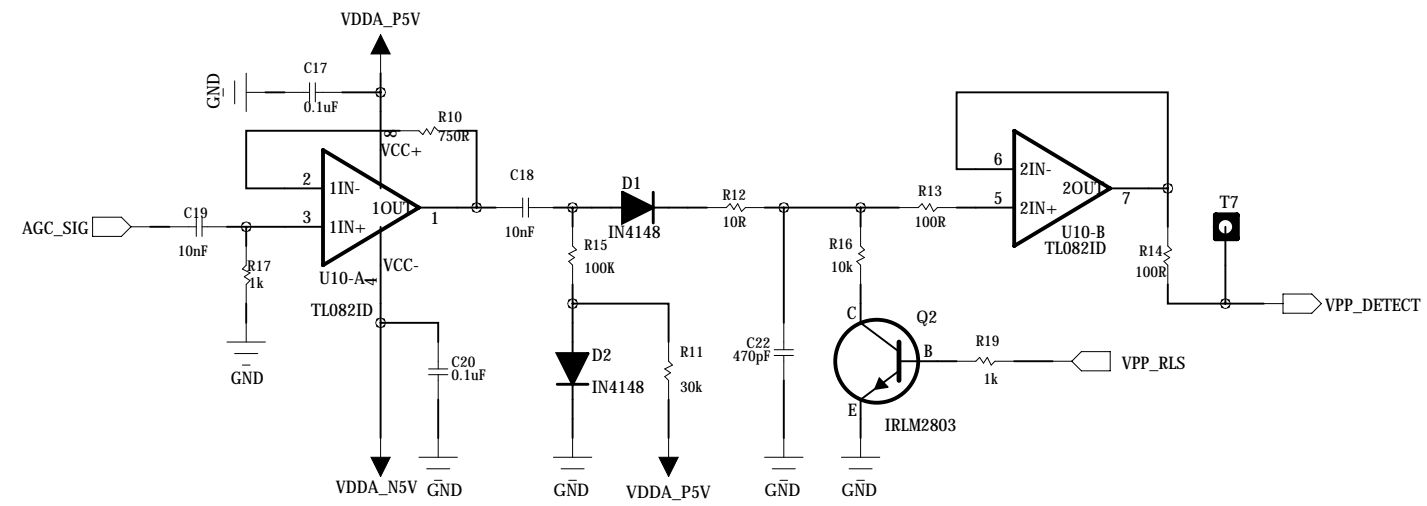 VDDA_P5V
C17
0.1uF
GND
R10
750R
8
VCC+
2
1IN-
3
1IN+
1OUT
1
U10-A
4
VCC-
TL082ID
AGC_SIG
C19
10nF
R17
1k
GND
C20
0.1uF
VDDA_N5V
GND
C18
10nF
D1
IN4148
R15
100K
D2
IN4148
GND
R11
30k
VDDA_P5V
R12
10R
C22
470pF
GND
R16
10k
C
Q2
B
E
IRLM2803
GND
R19
1k
VPP_RLS
R13
100R
6
2IN-
5
2IN+
2OUT
7
U10-B
TL082ID
R14
100R
T7
VPP_DETECT